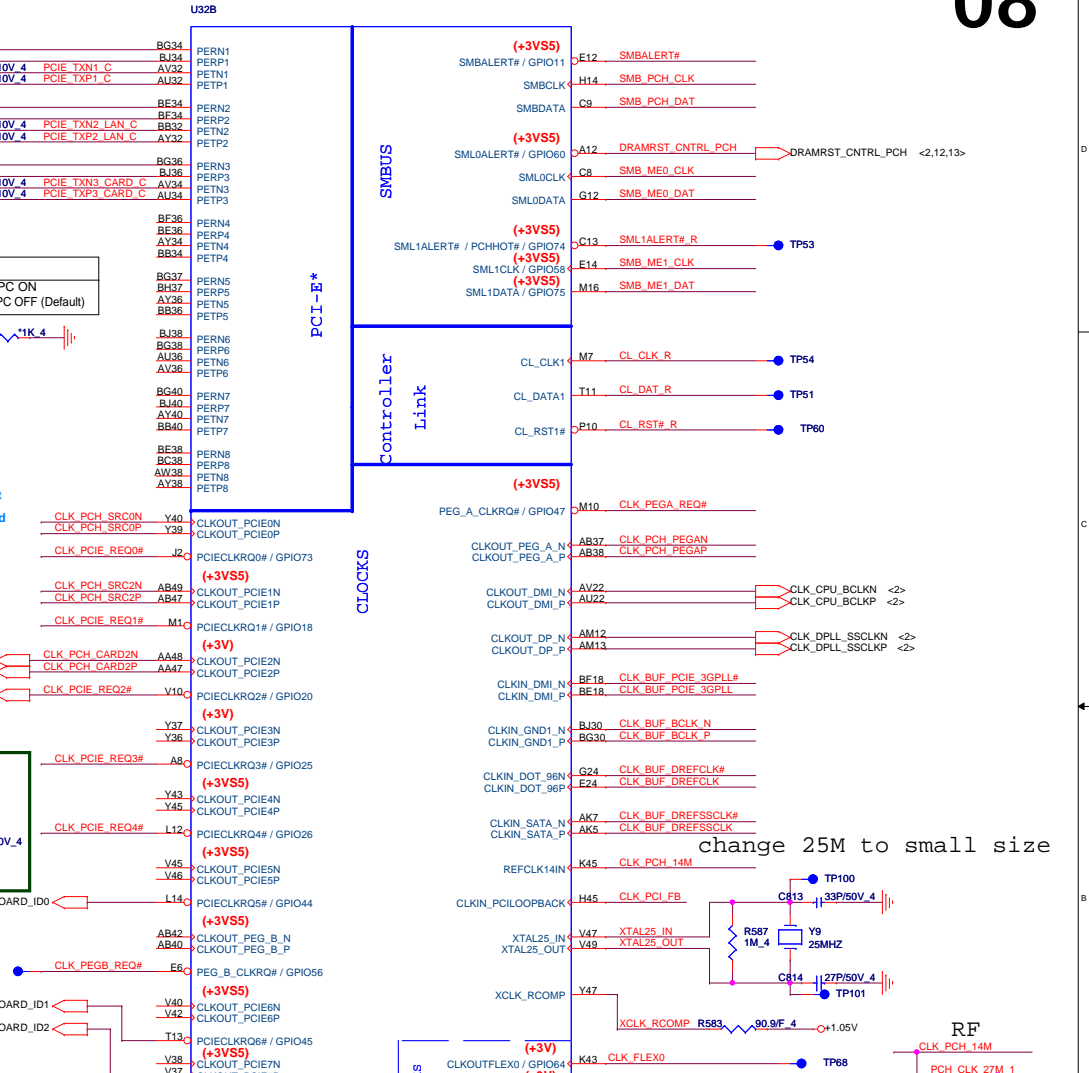 08
U32B
BG34 PERN1
BJ34 PERP1
0V_4 PCIE_TXN1_C AV32 PETN1
0V_4 PCIE_TXP1_C AU32 PETP1
BE34 PERN2
BF34 PERP2
0V_4 PCIE_TXN2_LAN_C BB32 PETN2
0V_4 PCIE_TXP2_LAN_C AY32 PETP2
BG36 PERN3
BJ36 PERP3
0V_4 PCIE_TXN3_CARD_C AV34 PETN3
0V_4 PCIE_TXP3_CARD_C AU34 PETP3
BF36 PERN4
BE36 PERP4
AY34 PETN4
BB34 PETP4
BG37 PERN5
BH37 PERP5
AY36 PETN5
BB36 PETP5
BJ38 PERN6
BG38 PERP6
AU36 PETN6
AV36 PETP6
BG40 PERN7
BJ40 PERP7
AY40 PETN7
BB40 PETP7
BE38 PERN8
BC38 PERP8
AW38 PETN8
AY38 PETP8
PC ON
PC OFF (Default)
*1K_4
t
d
PCI-E*
SMBUS
Controller
Link
CLOCKS
(+3VS5)
SMBALERT# / GPIO11 E12 SMBALERT#
SMBCLK H14 SMB_PCH_CLK
SMBDATA C9 SMB_PCH_DAT
(+3VS5)
SML0ALERT# / GPIO60 A12 DRAMRST_CNTRL_PCH DRAMRST_CNTRL_PCH <2,12,13>
SML0CLK C8 SMB_ME0_CLK
SML0DATA G12 SMB_ME0_DAT
(+3VS5)
SML1ALERT# / PCHHOT# / GPIO74 C13 SML1ALERT#_R TP53
(+3VS5)
SML1CLK / GPIO58 E14 SMB_ME1_CLK
(+3VS5)
SML1DATA / GPIO75 M16 SMB_ME1_DAT
CL_CLK1 M7 CL_CLK_R TP54
CL_DATA1 T11 CL_DAT_R TP51
CL_RST1# P10 CL_RST#_R TP60
(+3VS5)
PEG_A_CLKRQ# / GPIO47 M10 CLK_PEGA_REQ#
CLKOUT_PEG_A_N AB37 CLK_PCH_PEGAN
CLKOUT_PEG_A_P AB38 CLK_PCH_PEGAP
CLKOUT_DMI_N AV22 CLK_CPU_BCLKN <2>
CLKOUT_DMI_P AU22 CLK_CPU_BCLKP <2>
CLKOUT_DP_N AM12 CLK_DPLL_SSCLKN <2>
CLKOUT_DP_P AM13 CLK_DPLL_SSCLKP <2>
CLKIN_DMI_N BF18 CLK_BUF_PCIE_3GPLL#
CLKIN_DMI_P BE18 CLK_BUF_PCIE_3GPLL
CLKIN_GND1_N BJ30 CLK_BUF_BCLK_N
CLKIN_GND1_P BG30 CLK_BUF_BCLK_P
CLKIN_DOT_96N G24 CLK_BUF_DREFCLK#
CLKIN_DOT_96P E24 CLK_BUF_DREFCLK
CLKIN_SATA_N AK7 CLK_BUF_DREFSSCLK#
CLKIN_SATA_P AK5 CLK_BUF_DREFSSCLK
REFCLK14IN K45 CLK_PCH_14M
CLKIN_PCILOOPBACK H45 CLK_PCI_FB
XTAL25_IN V47 XTAL25_IN
XTAL25_OUT V49 XTAL25_OUT
XCLK_RCOMP Y47
XCLK_RCOMP R583 90.9/F_4 +1.05V
(+3V)
CLKOUTFLEX0 / GPIO64 K43 CLK_FLEX0 TP68
change 25M to small size
TP100
C813 33P/50V_4
R587
1M_4
Y9
25MHZ
C814 27P/50V_4
TP101
RF
CLK_PCH_14M
PCH_CLK_27M_1
CLK_PCH_SRC0N Y40 CLKOUT_PCIE0N
CLK_PCH_SRC0P Y39 CLKOUT_PCIE0P
CLK_PCIE_REQ0# J2 PCIECLKRQ0# / GPIO73
(+3VS5)
CLK_PCH_SRC2N AB49 CLKOUT_PCIE1N
CLK_PCH_SRC2P AB47 CLKOUT_PCIE1P
CLK_PCIE_REQ1# M1 PCIECLKRQ1# / GPIO18
(+3V)
CLK_PCH_CARD2N AA48 CLKOUT_PCIE2N
CLK_PCH_CARD2P AA47 CLKOUT_PCIE2P
CLK_PCIE_REQ2# V10 PCIECLKRQ2# / GPIO20
(+3V)
Y37 CLKOUT_PCIE3N
Y36 CLKOUT_PCIE3P
CLK_PCIE_REQ3# A8 PCIECLKRQ3# / GPIO25
(+3VS5)
Y43 CLKOUT_PCIE4N
Y45 CLKOUT_PCIE4P
CLK_PCIE_REQ4# L12 PCIECLKRQ4# / GPIO26
0V_4
(+3VS5)
V45 CLKOUT_PCIE5N
V46 CLKOUT_PCIE5P
OARD_ID0 L14 PCIECLKRQ5# / GPIO44
(+3VS5)
AB42 CLKOUT_PEG_B_N
AB40 CLKOUT_PEG_B_P
CLK_PEGB_REQ# E6 PEG_B_CLKRQ# / GPIO56
(+3VS5)
OARD_ID1 V40 CLKOUT_PCIE6N
V42 CLKOUT_PCIE6P
OARD_ID2
T13 PCIECLKRQ6# / GPIO45
(+3VS5)
V38 CLKOUT_PCIE7N
V37
D
C
B